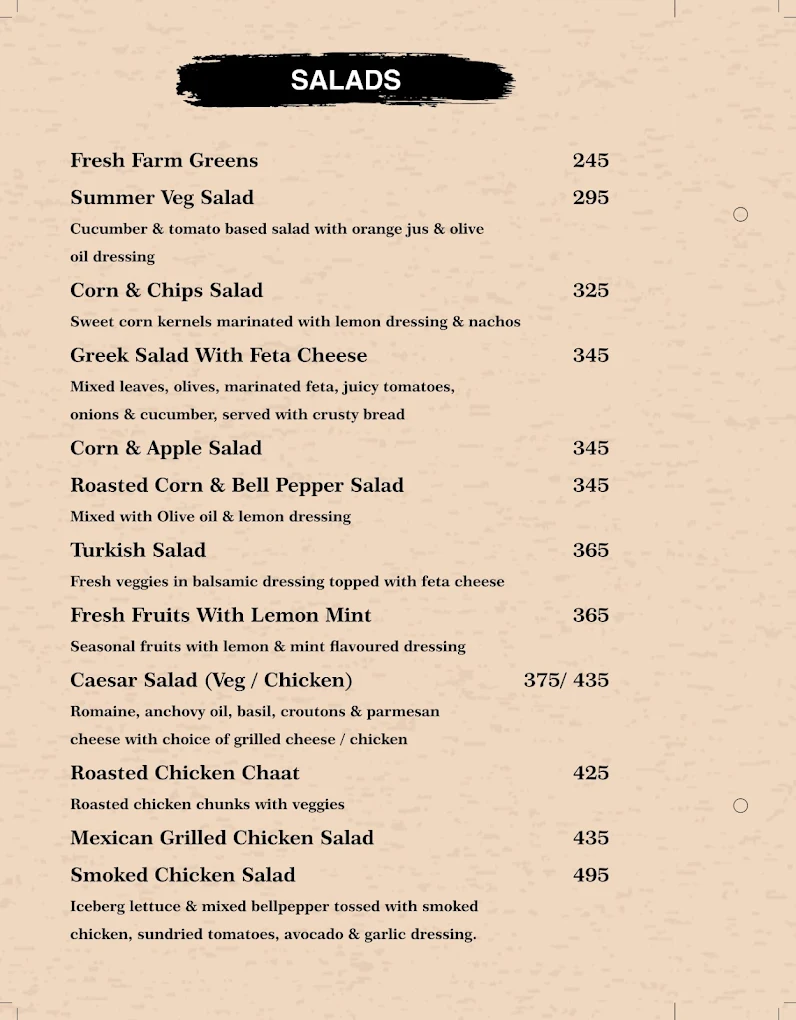 SALADS
Fresh Farm Greens 245
Summer Veg Salad 295
Cucumber & tomato based salad with orange jus & olive
oil dressing
Corn & Chips Salad 325
Sweet corn kernels marinated with lemon dressing & nachos
Greek Salad With Feta Cheese 345
Mixed leaves, olives, marinated feta, juicy tomatoes,
onions & cucumber, served with crusty bread
Corn & Apple Salad 345
Roasted Corn & Bell Pepper Salad 345
Mixed with Olive oil & lemon dressing
Turkish Salad 365
Fresh veggies in balsamic dressing topped with feta cheese
Fresh Fruits With Lemon Mint 365
Seasonal fruits with lemon & mint flavoured dressing
Caesar Salad (Veg / Chicken) 375/ 435
Romaine, anchovy oil, basil, croutons & parmesan
cheese with choice of grilled cheese / chicken
Roasted Chicken Chaat 425
Roasted chicken chunks with veggies
Mexican Grilled Chicken Salad 435
Smoked Chicken Salad 495
Iceberg lettuce & mixed bellpepper tossed with smoked
chicken, sundried tomatoes, avocado & garlic dressing.